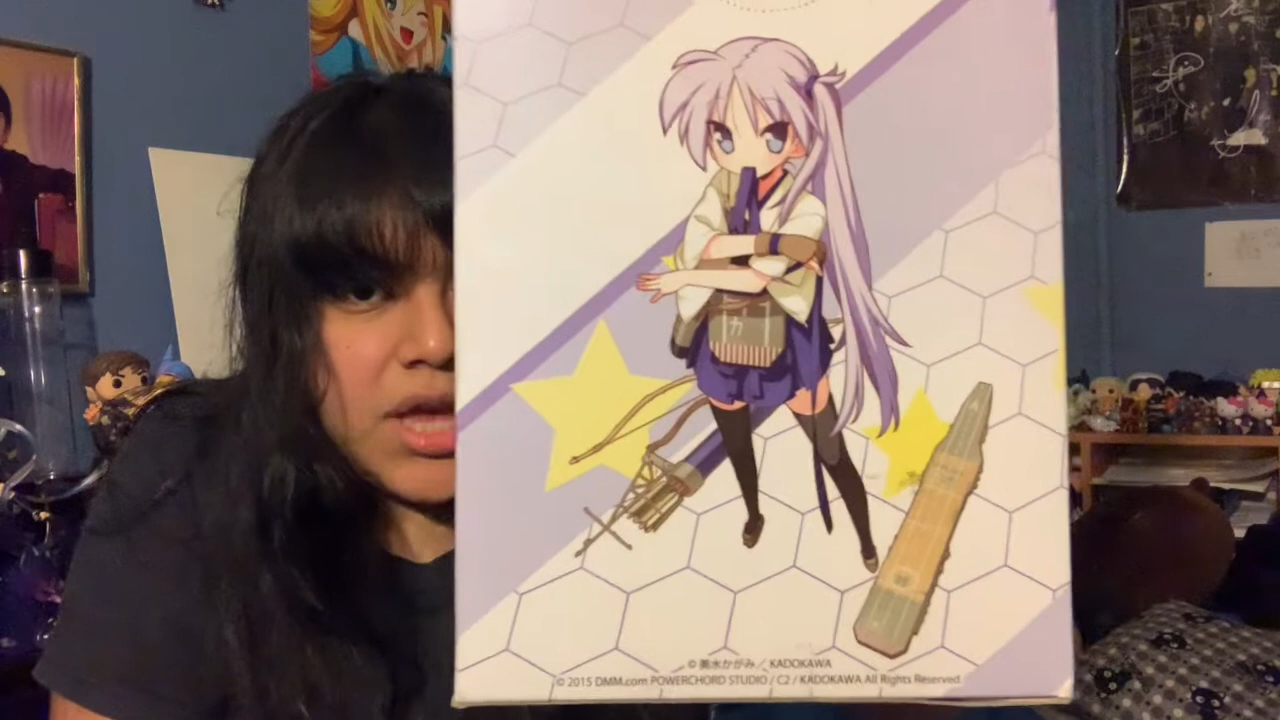 カ
© 美水かがみ / KADOKAWA
© 2015 DMM.com POWERCHORD STUDIO / C2 / KADOKAWA All Rights Reserved.